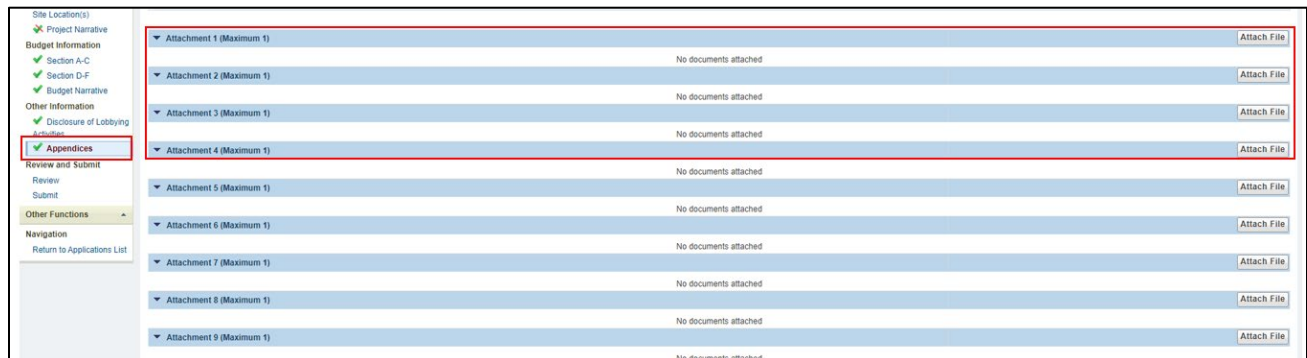 Site Location(s)
Project Narrative
Budget Information
Section A-C
Section D-F
Budget Narrative
Other Information
Disclosure of Lobbying
Activities
Appendices
Review and Submit
Review
Submit
Other Functions
Navigation
Return to Applications List
Attachment 1 (Maximum 1) Attach File
No documents attached
Attachment 2 (Maximum 1) Attach File
No documents attached
Attachment 3 (Maximum 1) Attach File
No documents attached
Attachment 4 (Maximum 1) Attach File
No documents attached
Attachment 5 (Maximum 1) Attach File
No documents attached
Attachment 6 (Maximum 1) Attach File
No documents attached
Attachment 7 (Maximum 1) Attach File
No documents attached
Attachment 8 (Maximum 1) Attach File
No documents attached
Attachment 9 (Maximum 1) Attach File
No documents attached